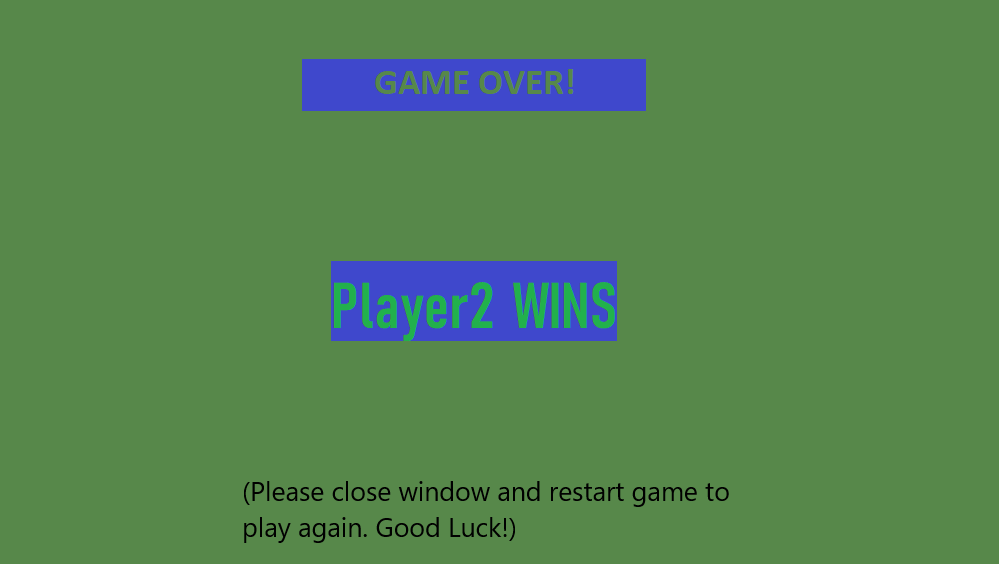 GAME OVER!
Player2 WINS
(Please close window and restart game to
play again. Good Luck!)